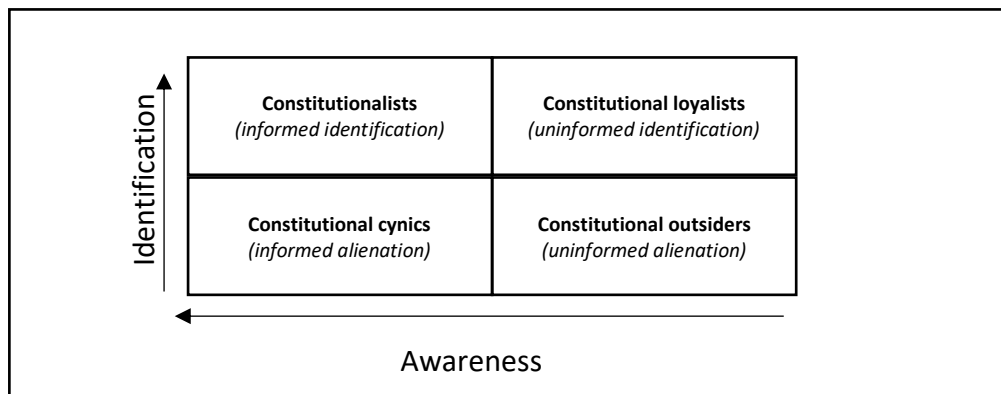 Identification
Constitutionalists
(informed identification)
Constitutional loyalists
(uninformed identification)
Constitutional cynics
(informed alienation)
Constitutional outsiders
(uninformed alienation)
Awareness